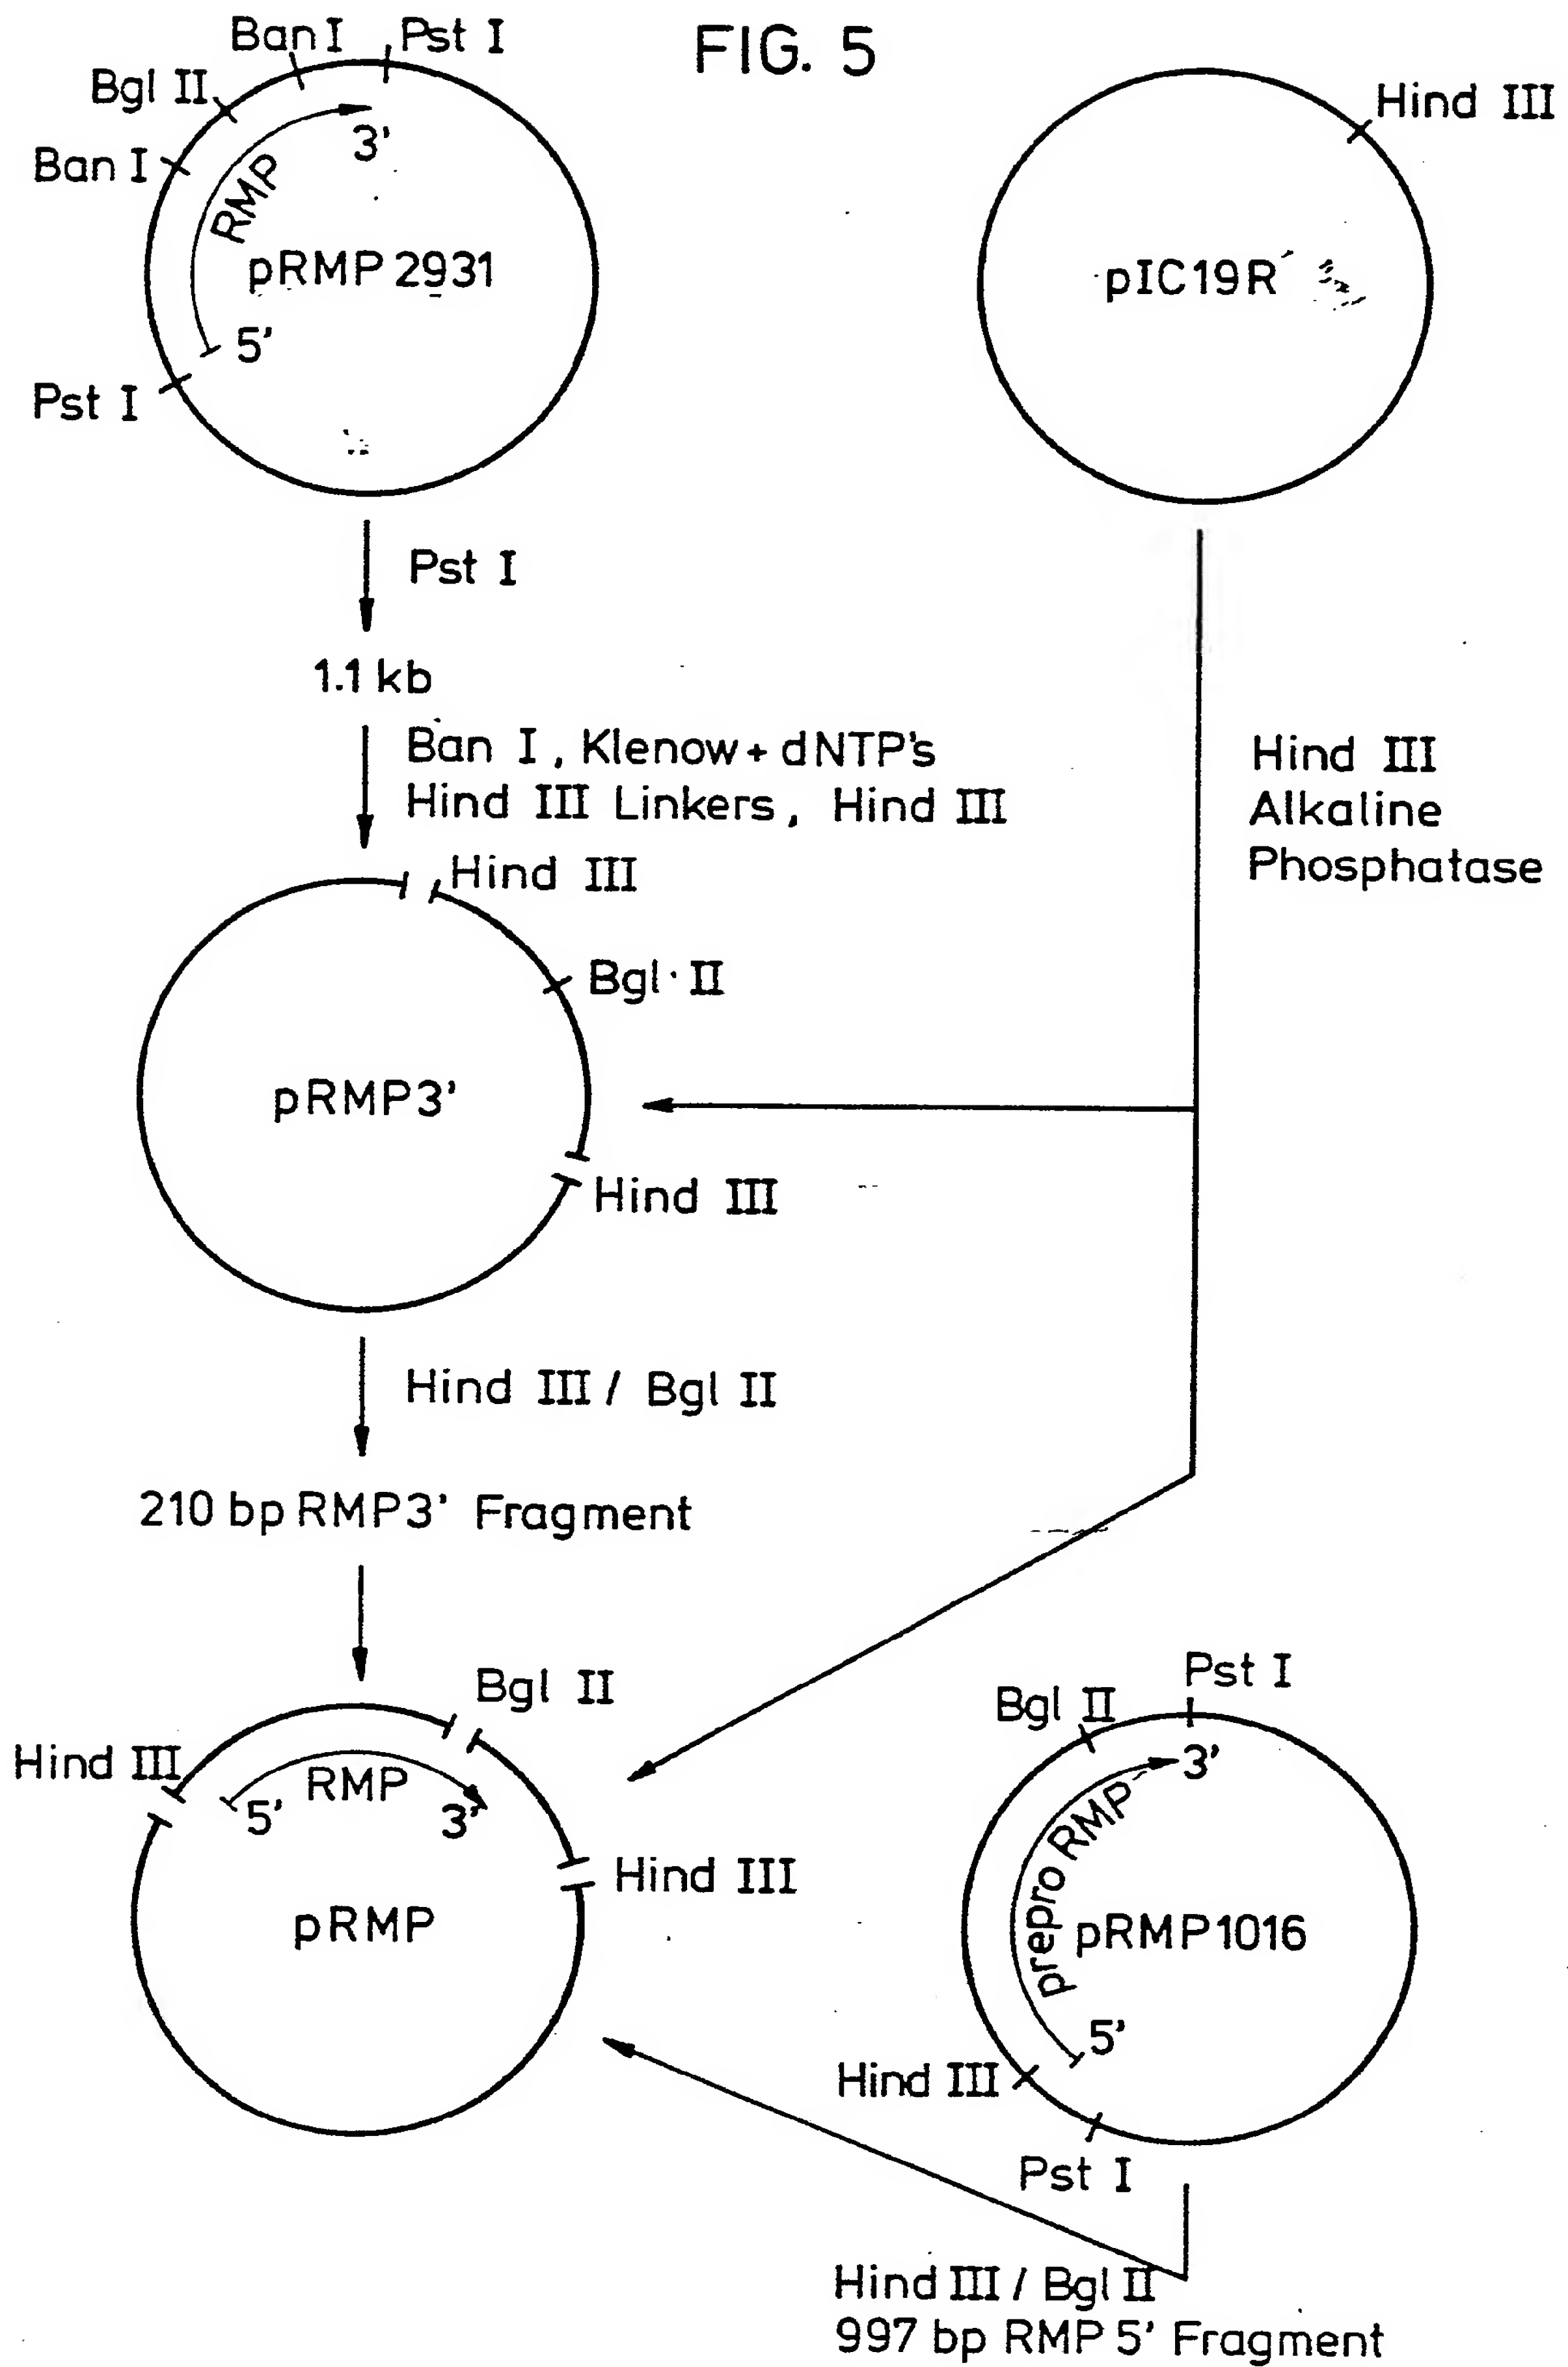 FIG. 5
Ban I
Pst I
Bgl II
Ban I
RMP
3'
pRMP 2931
5'
Pst I
Hind III
pIC19R
Pst I
1.1 kb
Ban I, Klenow + dNTP's
Hind III Linkers, Hind III
Hind III
Alkaline
Phosphatase
Hind III
Bgl II
pRMP3'
Hind III
Hind III / Bgl II
210 bp RMP3' Fragment
Bgl II
Hind III
RMP
5'
3'
Hind III
pRMP
Pst I
Bgl II
3'
prepro RMP
pRMP1016
5'
Hind III
Pst I
Hind III / Bgl II
997 bp RMP 5' Fragment